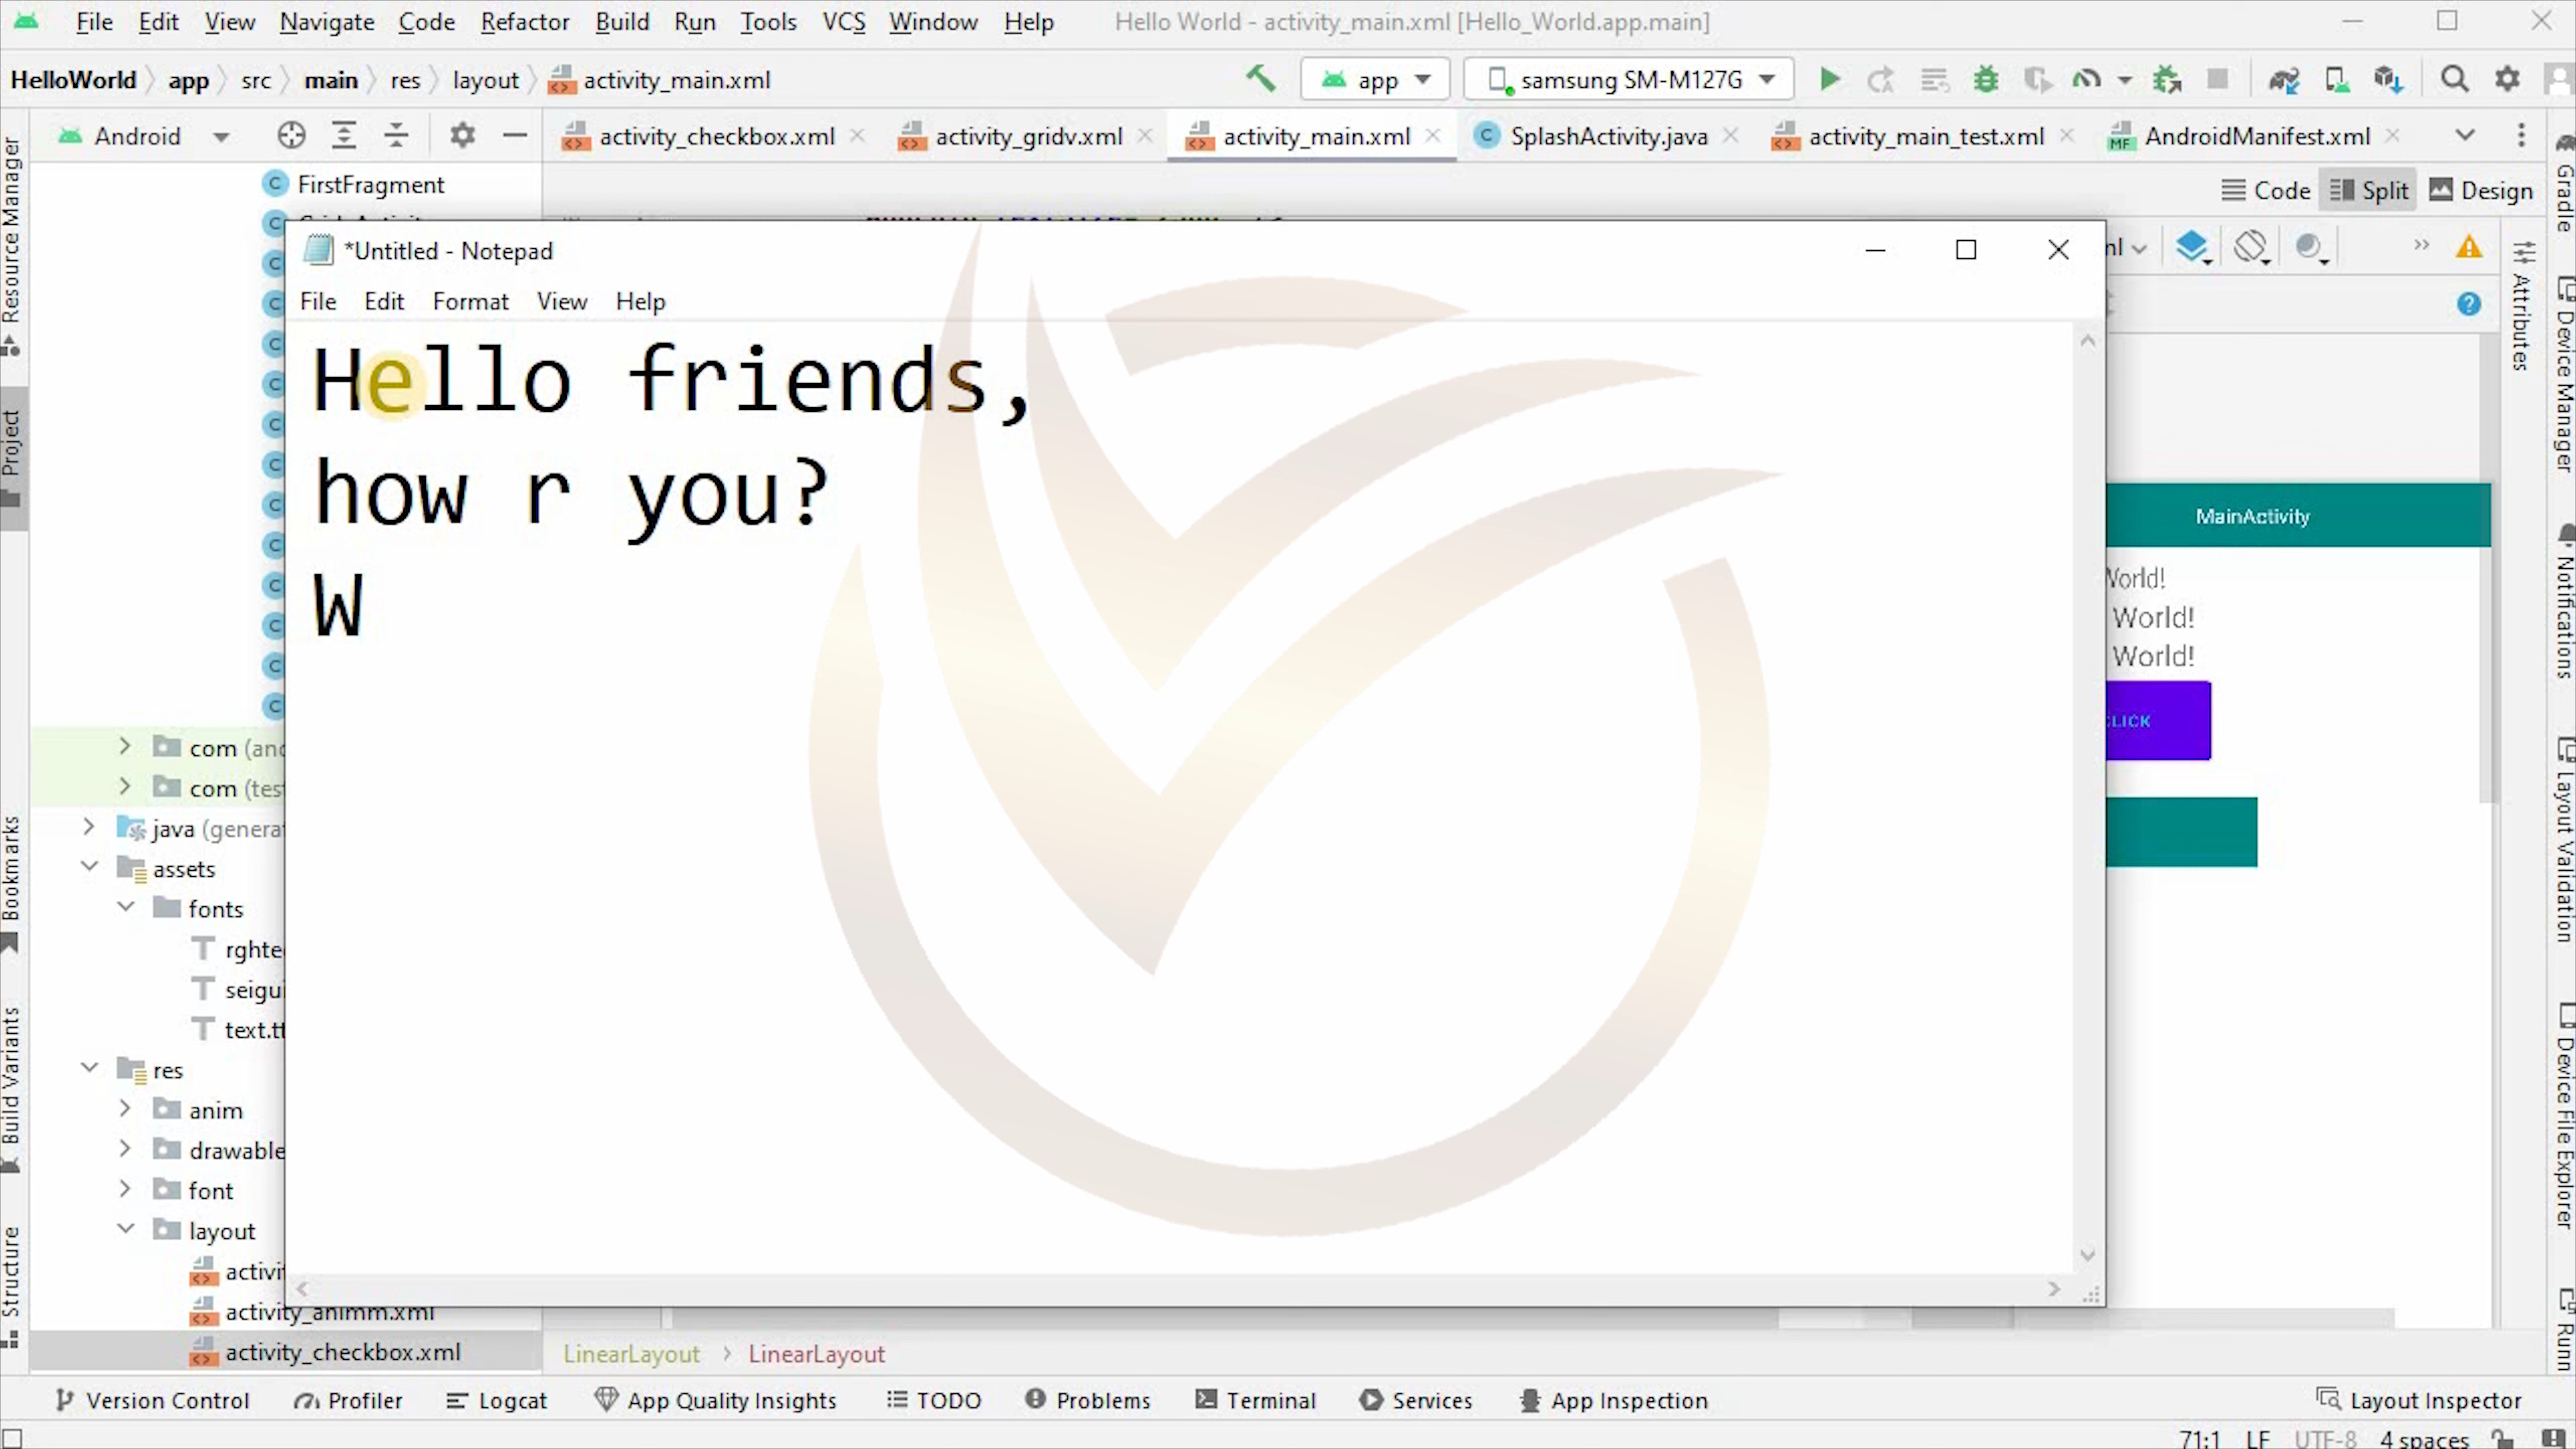 File Edit View Navigate Code Refactor Build Run Tools VCS Window Help Hello World - activity_main.xml [Hello_World.app.main]
HelloWorld app src main res layout activity_main.xml app samsung SM-M127G
Android activity_checkbox.xml activity_gridv.xml activity_main.xml SplashActivity.java activity_main_test.xml AndroidManifest.xml
FirstFragment
Code Split Design
*Untitled - Notepad
File Edit Format View Help
Hello friends,
how r you?
W
MainActivity
World!
World!
World!
CLICK
com
com
java
assets
fonts
text.tt
res
anim
drawable
font
layout
activity_animm.xml
activity_checkbox.xml
LinearLayout LinearLayout
Version Control Profiler Logcat App Quality Insights TODO Problems Terminal Services App Inspection Layout Inspector
71:1 LF UTF-8 4 spaces
Resource Manager
Project
Bookmarks
Build Variants
Structure
Gradle
Attributes
Device Manager
Notifications
Layout Validation
Device File Explorer